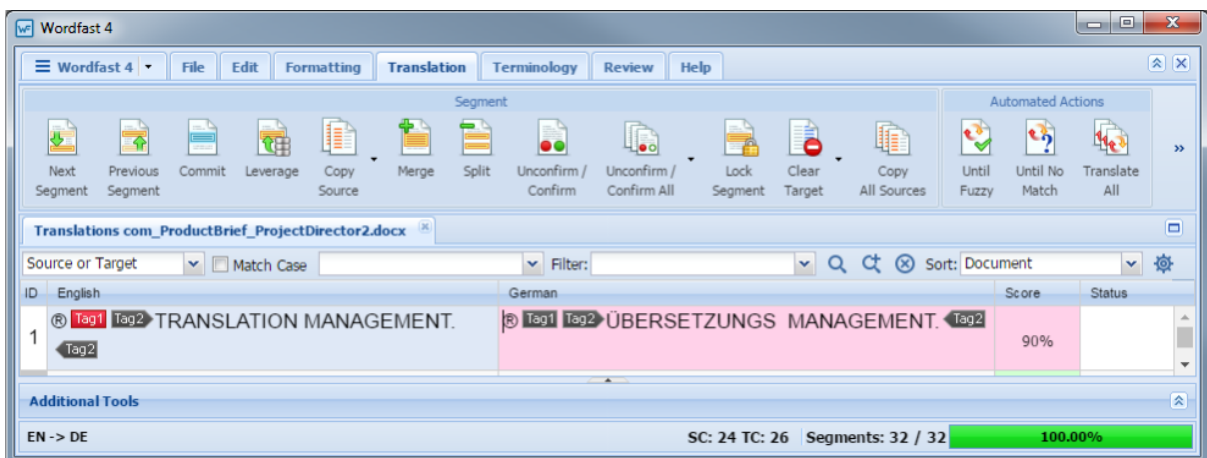 Wordfast 4
Wordfast 4 File Edit Formatting Translation Terminology Review Help
Segment Automated Actions
Next Segment
Previous Segment
Commit
Leverage
Copy Source
Merge
Split
Unconfirm / Confirm
Unconfirm / Confirm All
Lock Segment
Clear Target
Copy All Sources
Until Fuzzy
Until No Match
Translate All
»
Translations com_ProductBrief_ProjectDirector2.docx
Source or Target Match Case Filter: Sort: Document
ID English German Score Status
1 ® Tag1 Tag2 TRANSLATION MANAGEMENT. ® Tag1 Tag2 ÜBERSETZUNGS MANAGEMENT. Tag2 90%
Tag2
Additional Tools
EN -> DE SC: 24 TC: 26 Segments: 32 / 32 100.00%